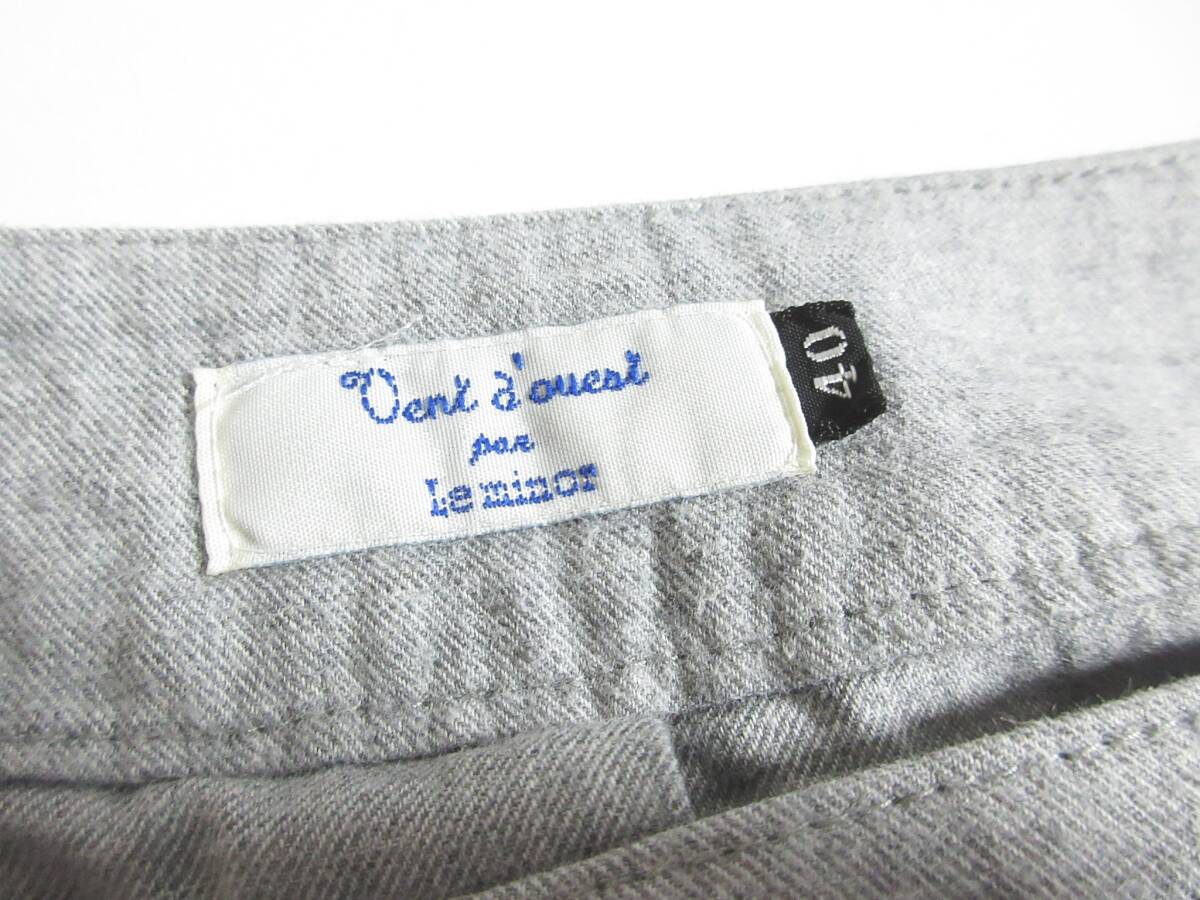 Vent d'ouest
par
Le minor
40